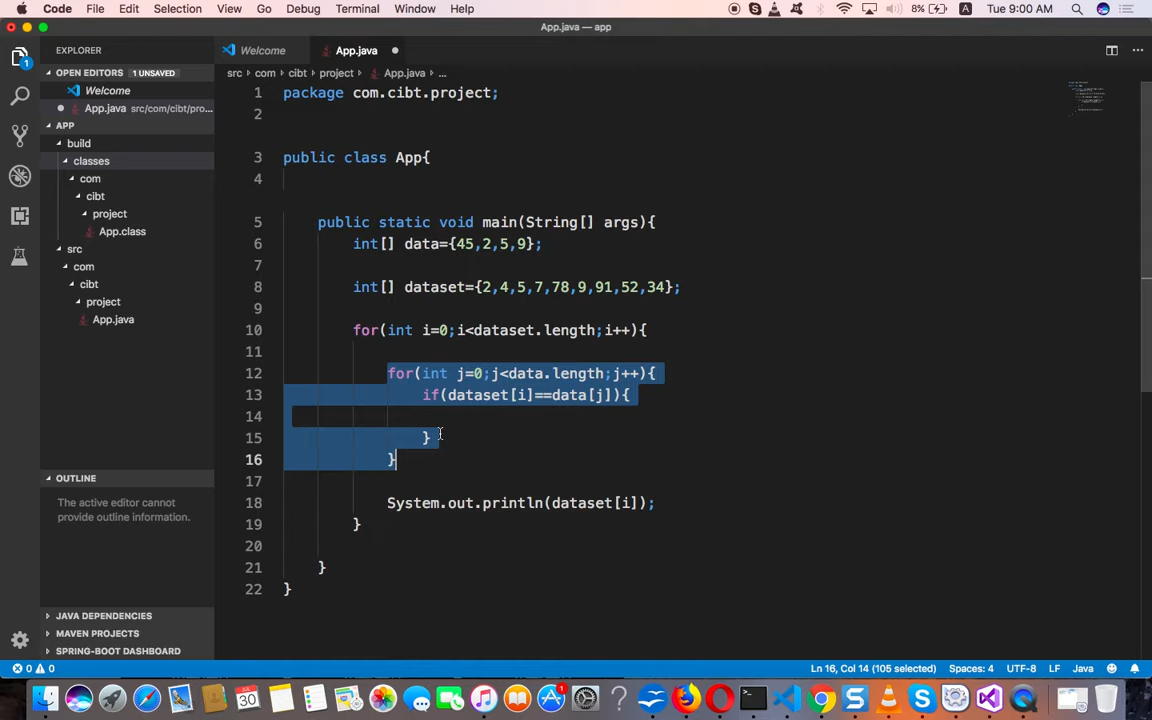 Code File Edit Selection View Go Debug Terminal Window Help 8% A Tue 9:00 AM
App.java — app
EXPLORER
Welcome
App.java
OPEN EDITORS 1 UNSAVED
Welcome
App.java src/com/cibt/pro...
APP
build
classes
com
cibt
project
App.class
src
com
cibt
project
App.java
OUTLINE
The active editor cannot
provide outline information.
JAVA DEPENDENCIES
MAVEN PROJECTS
SPRING-BOOT DASHBOARD
1
src › com › cibt › project › App.java › ...
1 package com.cibt.project;
2
3 public class App{
4
5 public static void main(String[] args){
6 int[] data={45,2,5,9};
7
8 int[] dataset={2,4,5,7,78,9,91,52,34};
9
10 for(int i=0;i<dataset.length;i++){
11
12 for(int j=0;j<data.length;j++){
13 if(dataset[i]==data[j]){
14
15 }
16 }
17
18 System.out.println(dataset[i]);
19 }
20
21 }
22 }
0 0 Ln 16, Col 14 (105 selected) Spaces: 4 UTF-8 LF Java